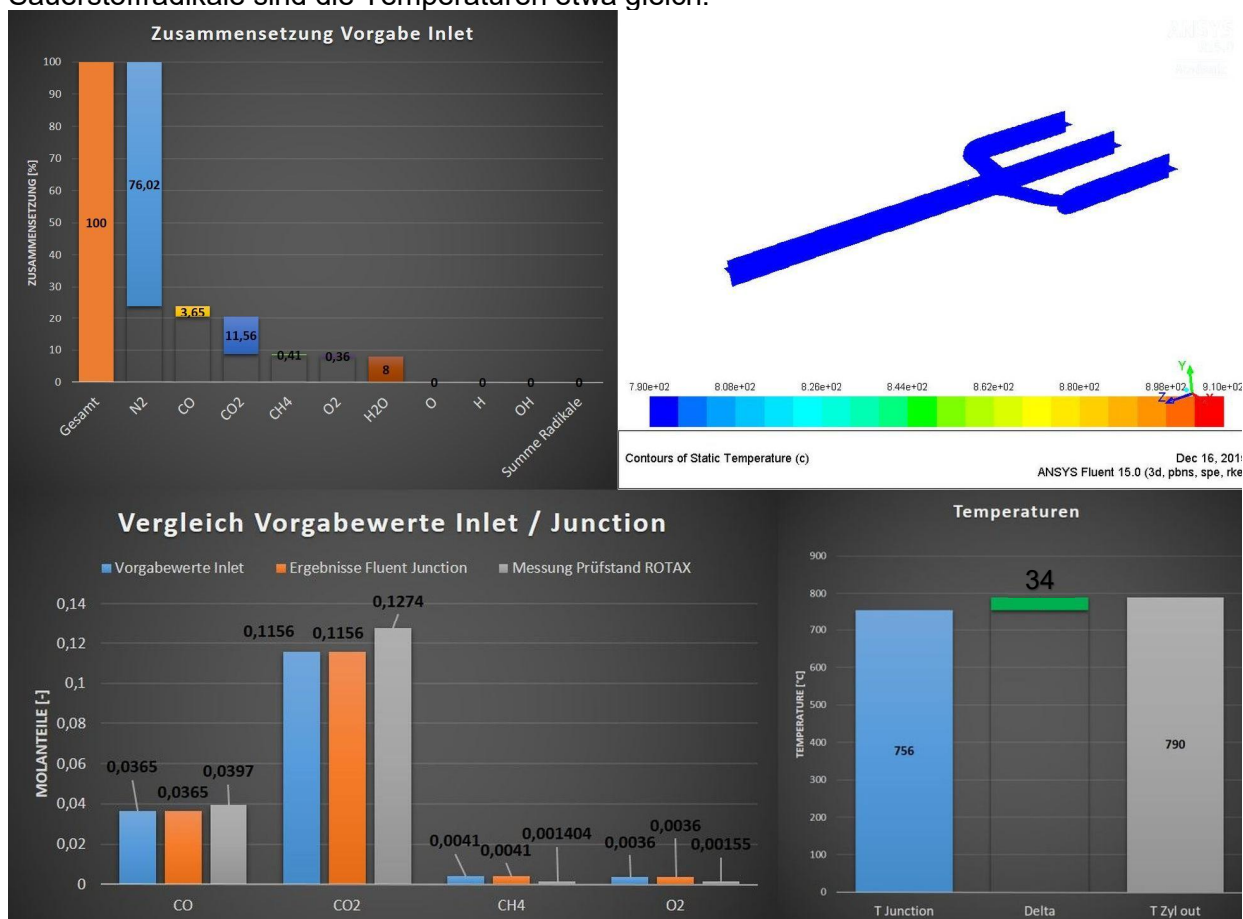 Sauerstoffradikale sind die Temperaturen etwa gleich.
Zusammensetzung Vorgabe Inlet
ZUSAMMENSETZUNG [%]
100
90
80
70
60
50
40
30
20
10
0
100
76,02
3,65
11,56
0,41
0,36
8
0
0
0
0
Gesamt
N2
CO
CO2
CH4
O2
H2O
O
H
OH
Summe Radikale
ANSYS
Y
Z
X
7.90e+02 8.08e+02 8.26e+02 8.44e+02 8.62e+02 8.80e+02 8.98e+02 9.10e+02
Contours of Static Temperature (c)
Dec 16, 2015
ANSYS Fluent 15.0 (3d, pbns, spe, rke
Vergleich Vorgabewerte Inlet / Junction
Vorgabewerte Inlet Ergebnisse Fluent Junction Messung Prüfstand ROTAX
MOLANTEILE [-]
0,14
0,12
0,1
0,08
0,06
0,04
0,02
0
0,0365
0,0365
0,0397
0,1156
0,1156
0,1274
0,0041
0,0041
0,001404
0,0036
0,0036
0,00155
CO CO2 CH4 O2
Temperaturen
TEMPERATURE [°C]
900
800
700
600
500
400
300
200
100
0
34
756
790
T Junction Delta T Zyl out